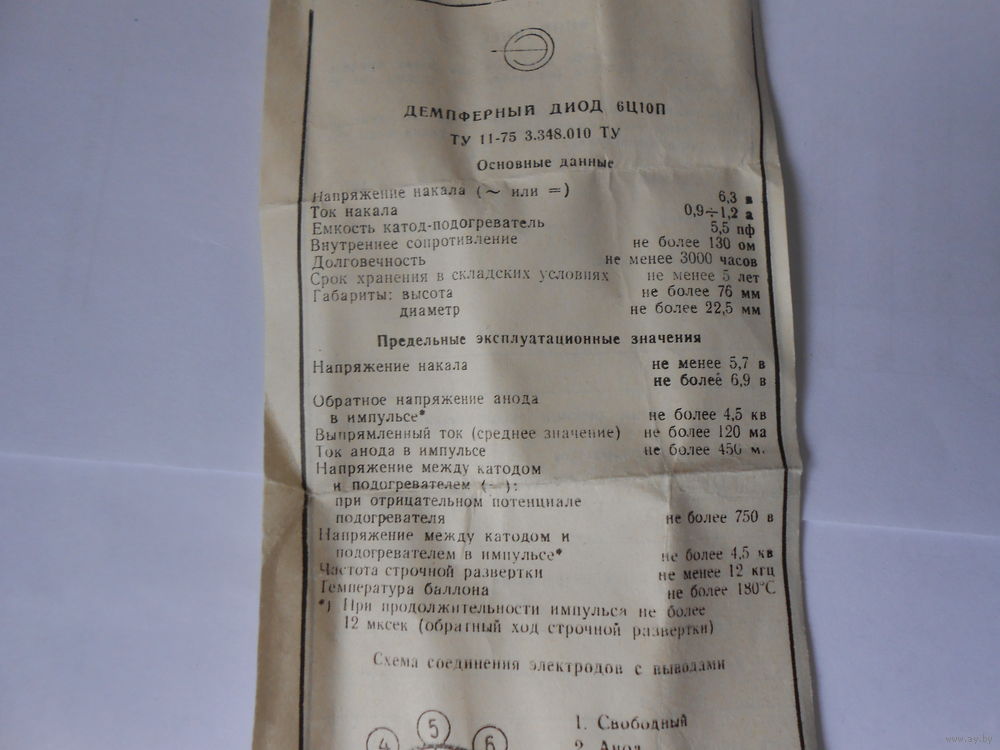 ДЕМПФЕРНЫЙ ДИОД 6Ц10П
ТУ 11-75 3.348.010 ТУ
Основные данные
Напряжение накала (~ или =) 6,3 в
Ток накала 0,9÷1,2 а
Емкость катод-подогреватель 5,5 пф
Внутреннее сопротивление не более 130 ом
Долговечность не менее 3000 часов
Срок хранения в складских условиях не менее 5 лет
Габариты: высота не более 76 мм
диаметр не более 22,5 мм
Предельные эксплуатационные значения
Напряжение накала не менее 5,7 в
не более 6,9 в
Обратное напряжение анода
в импульсе* не более 4,5 кв
Выпрямленный ток (среднее значение) не более 120 ма
Ток анода в импульсе не более 450 м.
Напряжение между катодом
и подогревателем (–):
при отрицательном потенциале
подогревателя не более 750 в
Напряжение между катодом и
подогревателем в импульсе* не более 4,5 кв
Частота строчной развертки не менее 12 кгц
Температура баллона не более 180°С
*) При продолжительности импульса не более
12 мксек (обратный ход строчной развертки)
Схема соединения электродов с выводами
5 1. Свободный
4 6 2. Анод
www.ay.by